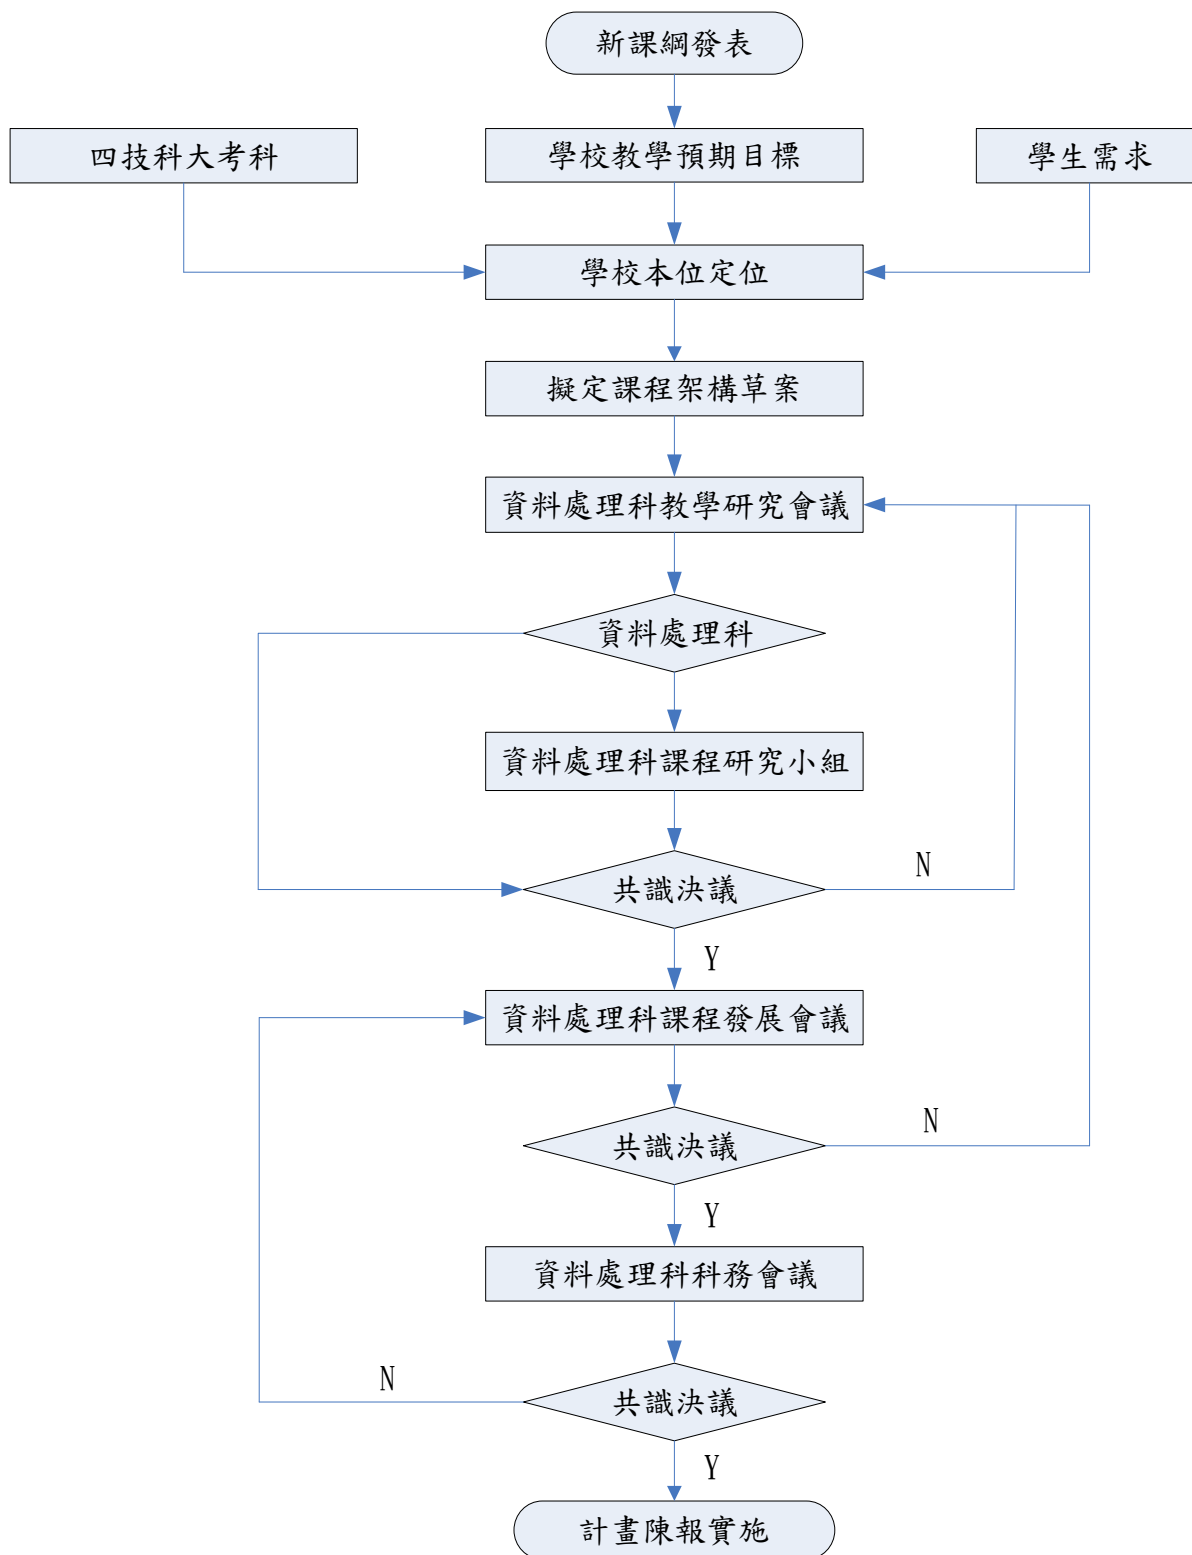 新課綱發表
四技科大考科
學校教學預期目標
學生需求
學校本位定位
擬定課程架構草案
資料處理科教學研究會議
資料處理科
資料處理科課程研究小組
共識決議
N
Y
資料處理科課程發展會議
共識決議
N
Y
資料處理科科務會議
N
共識決議
Y
計畫陳報實施